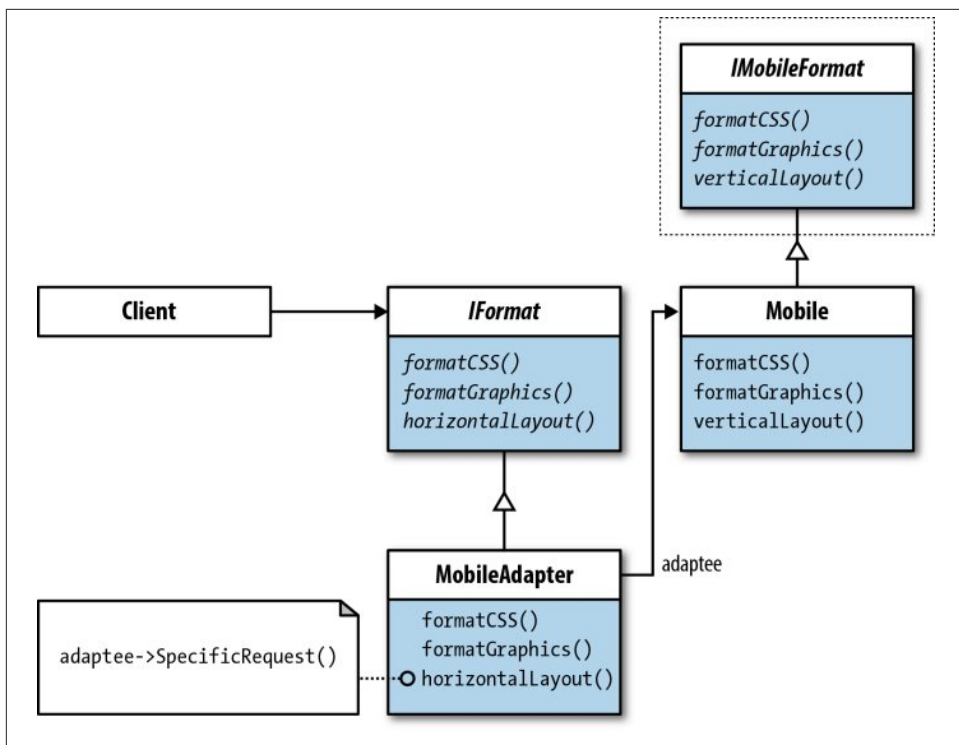 IMobileFormat
formatCSS()
formatGraphics()
verticalLayout()
Client
IFormat
formatCSS()
formatGraphics()
horizontalLayout()
Mobile
formatCSS()
formatGraphics()
verticalLayout()
adaptee
MobileAdapter
formatCSS()
formatGraphics()
horizontalLayout()
adaptee->SpecificRequest()